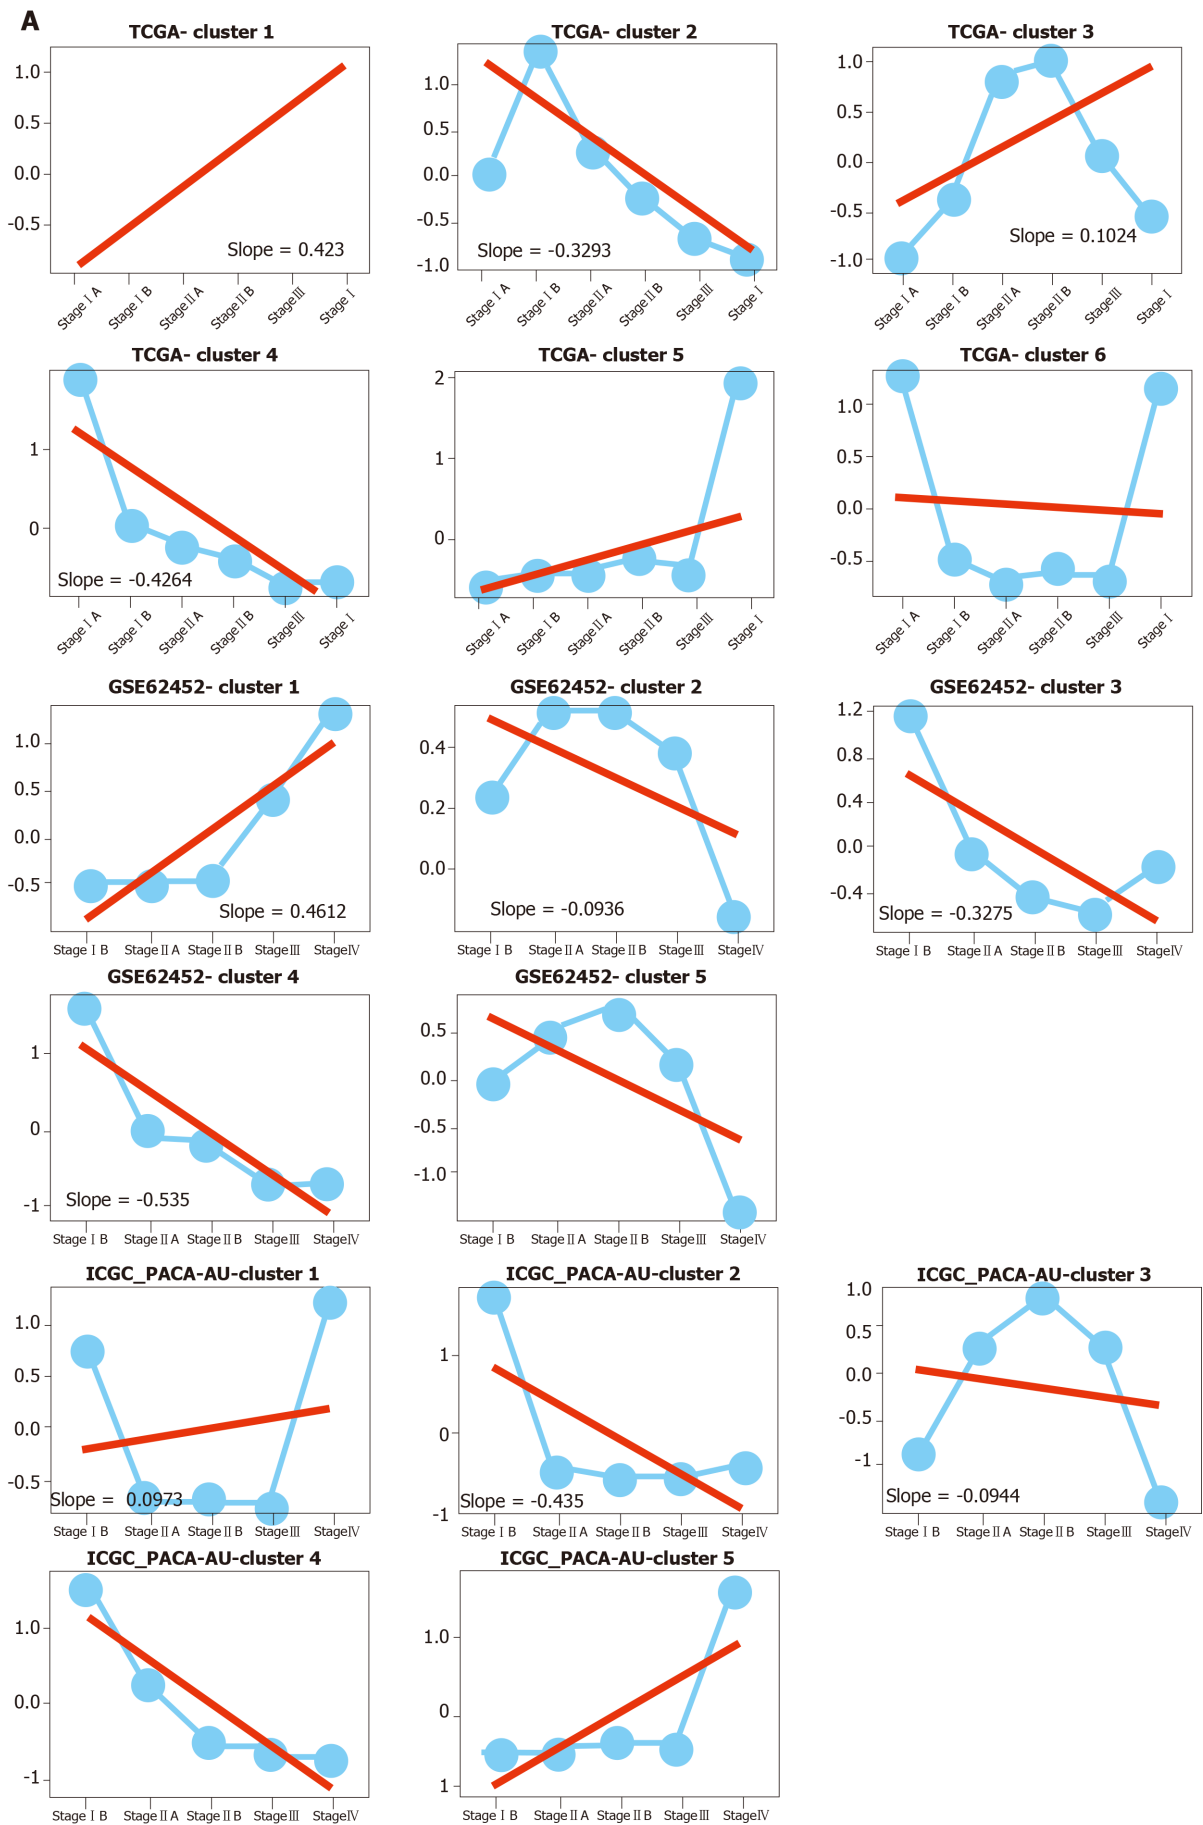 A
TCGA- cluster 1
TCGA- cluster 2
TCGA- cluster 3
1.0
0.5
0.0
-0.5
Slope = 0.423
Stage I A
Stage I B
Stage II A
Stage II B
Stage III
Stage I
1.0
0.5
0.0
-0.5
-1.0
Slope = -0.3293
Stage I A
Stage I B
Stage II A
Stage II B
Stage III
Stage I
1.0
0.5
0.0
-0.5
-1.0
Slope = 0.1024
Stage I A
Stage I B
Stage II A
Stage II B
Stage III
Stage I
TCGA- cluster 4
TCGA- cluster 5
TCGA- cluster 6
1
0
Slope = -0.4264
Stage I A
Stage I B
Stage II A
Stage II B
Stage III
Stage I
2
1
0
Stage I A
Stage I B
Stage II A
Stage II B
Stage III
Stage I
1.0
0.5
0.0
-0.5
Stage I A
Stage I B
Stage II A
Stage II B
Stage III
Stage I
GSE62452- cluster 1
GSE62452- cluster 2
GSE62452- cluster 3
1.0
0.5
0.0
-0.5
Slope = 0.4612
Stage I B Stage II A Stage II B Stage III Stage IV
0.4
0.2
0.0
Slope = -0.0936
Stage I B Stage II A Stage II B Stage III Stage IV
1.2
0.8
0.4
0.0
-0.4
Slope = -0.3275
Stage I B Stage II A Stage II B Stage III Stage IV
GSE62452- cluster 4
GSE62452- cluster 5
1
0
-1
Slope = -0.535
Stage I B Stage II A Stage II B Stage III Stage IV
0.5
0.0
-0.5
-1.0
Stage I B Stage II A Stage II B Stage III Stage IV
ICGC_PACA-AU-cluster 1
ICGC_PACA-AU-cluster 2
ICGC_PACA-AU-cluster 3
1.0
0.5
0.0
-0.5
Slope = 0.0973
Stage I B Stage II A Stage II B Stage III Stage IV
1
0
-1
Slope = -0.435
Stage I B Stage II A Stage II B Stage III Stage IV
1.0
0.5
0.0
-0.5
-1
Slope = -0.0944
Stage I B Stage II A Stage II B Stage III Stage IV
ICGC_PACA-AU-cluster 4
ICGC_PACA-AU-cluster 5
1.0
0.0
-1
Stage I B Stage II A Stage II B Stage III Stage IV
1.0
0
1
Stage I B Stage II A Stage II B Stage III Stage IV